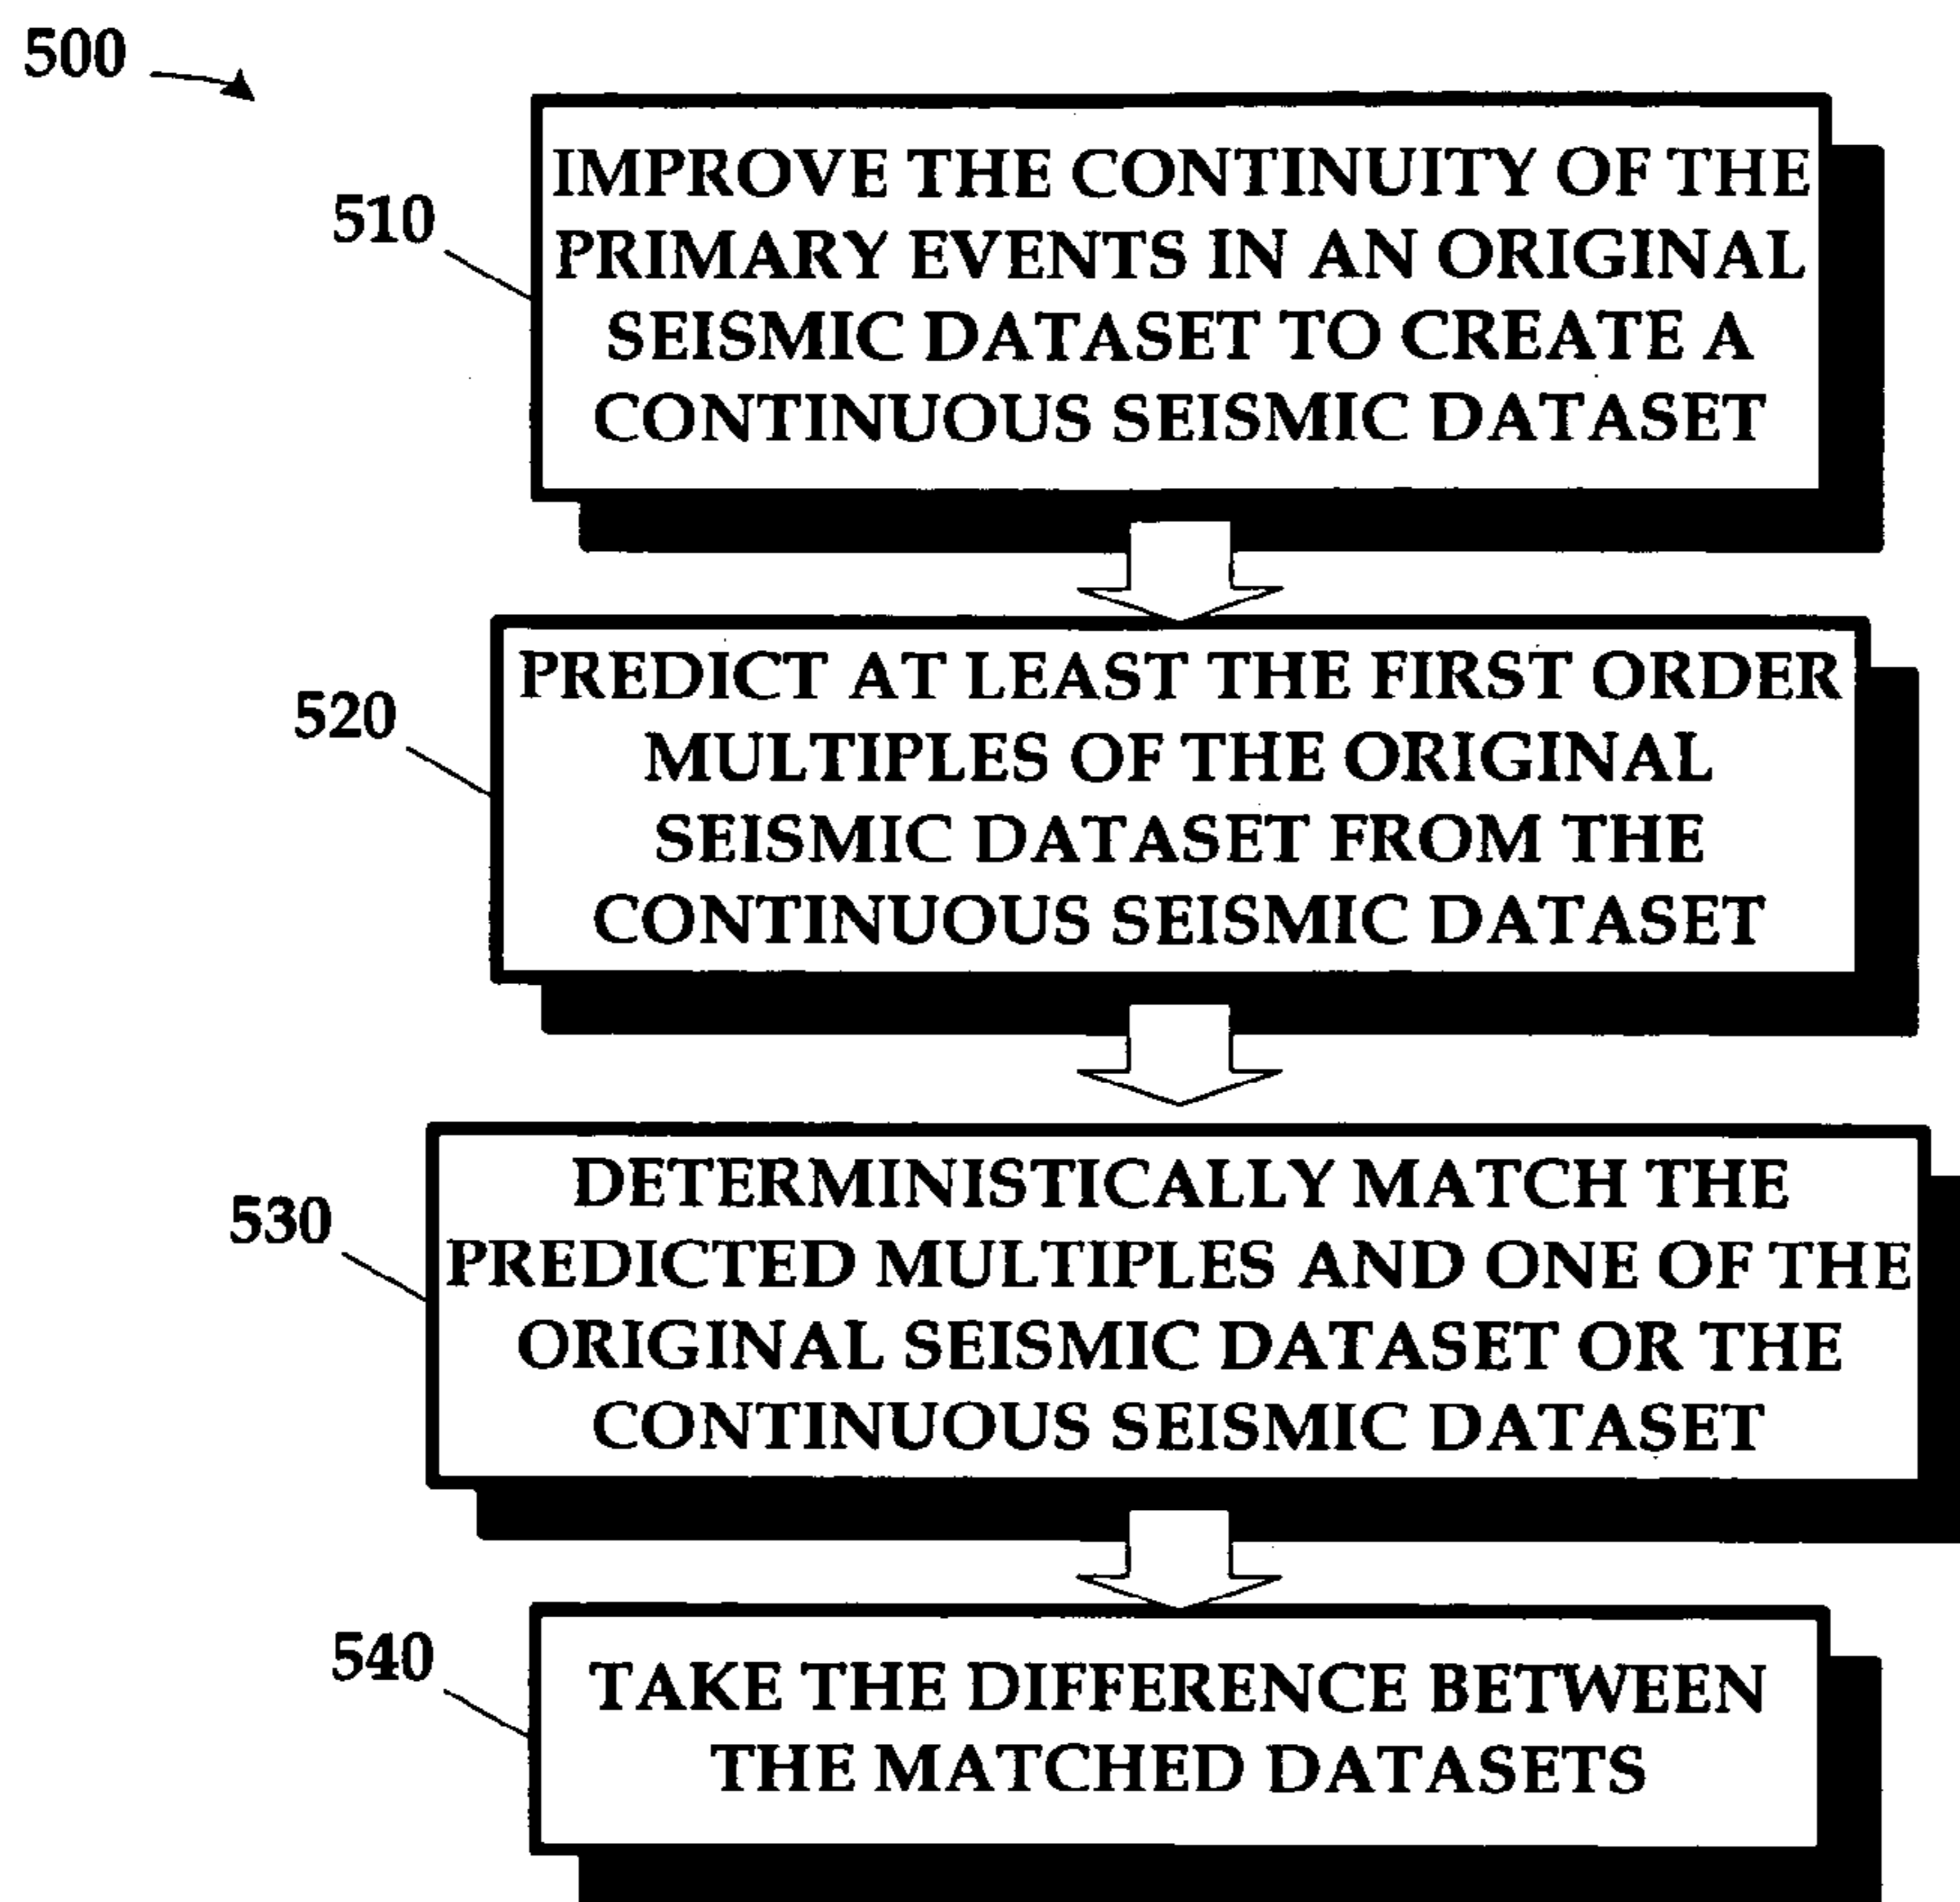 500
510
IMPROVE THE CONTINUITY OF THE
PRIMARY EVENTS IN AN ORIGINAL
SEISMIC DATASET TO CREATE A
CONTINUOUS SEISMIC DATASET
520
PREDICT AT LEAST THE FIRST ORDER
MULTIPLES OF THE ORIGINAL
SEISMIC DATASET FROM THE
CONTINUOUS SEISMIC DATASET
530
DETERMINISTICALLY MATCH THE
PREDICTED MULTIPLES AND ONE OF THE
ORIGINAL SEISMIC DATASET OR THE
CONTINUOUS SEISMIC DATASET
540
TAKE THE DIFFERENCE BETWEEN
THE MATCHED DATASETS